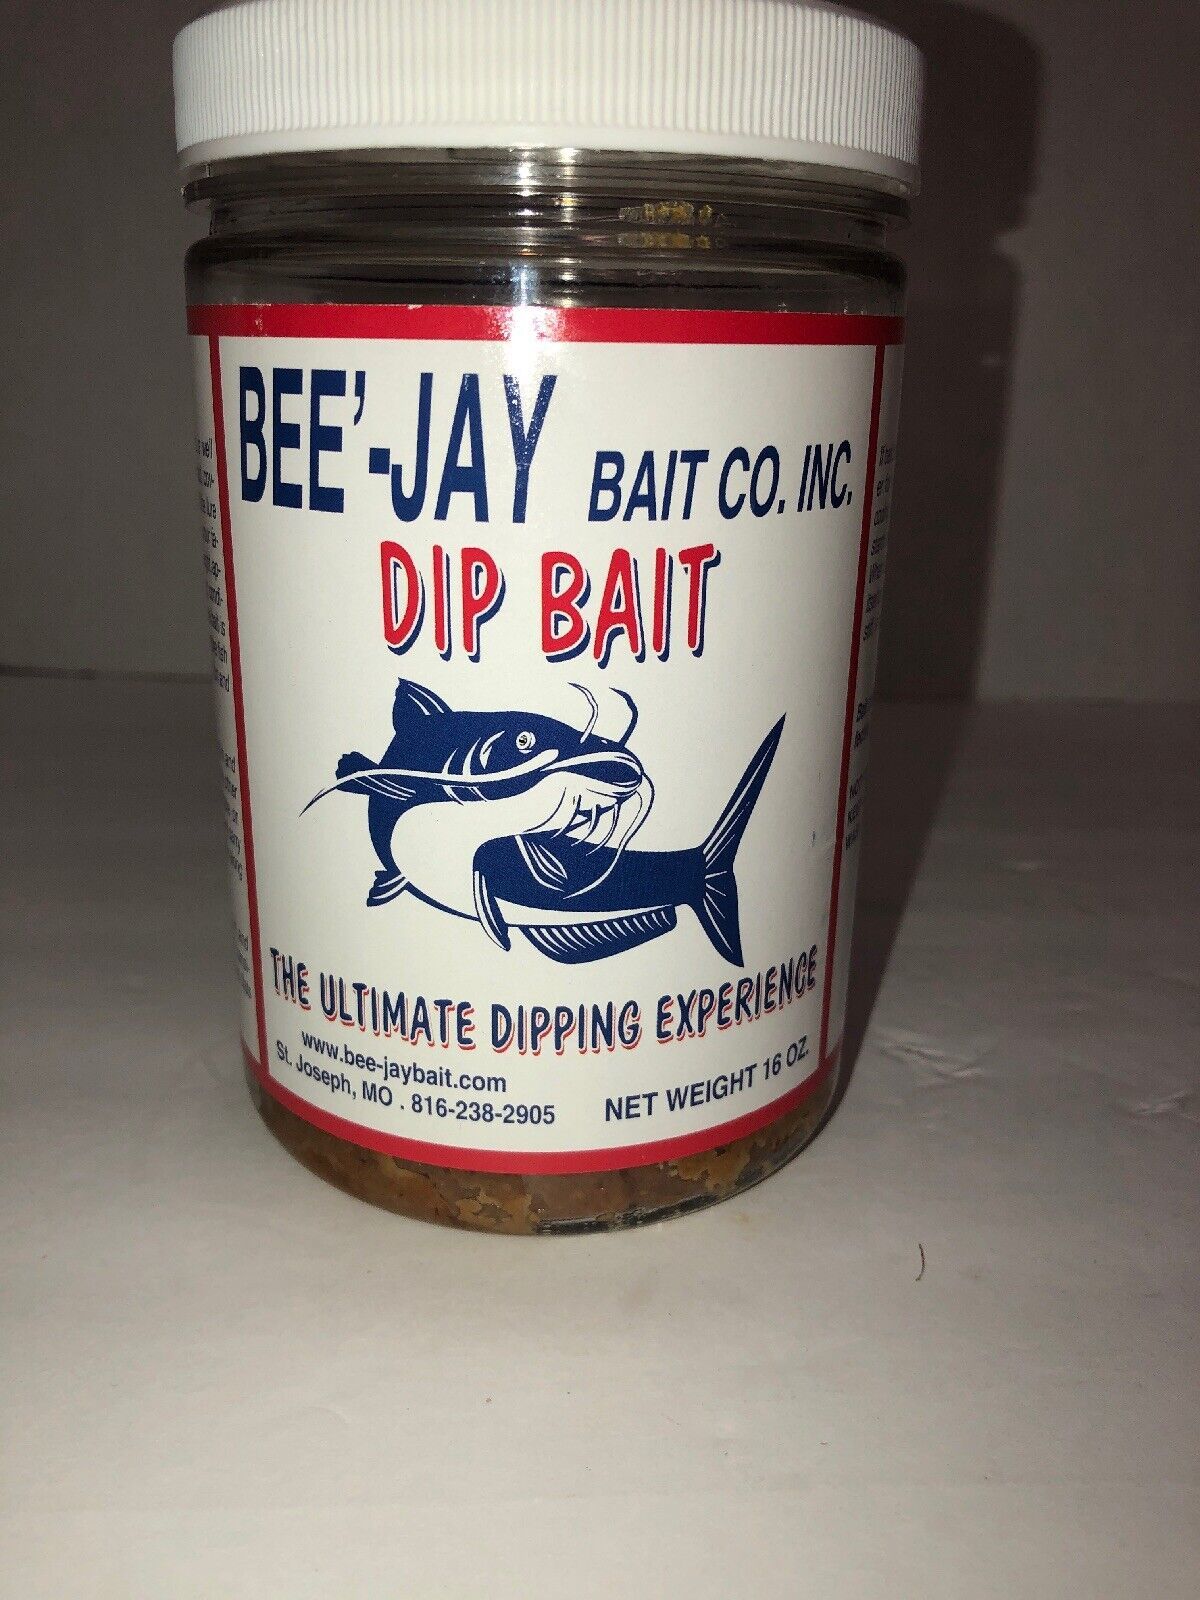 BEE'-JAY BAIT CO. INC.
DIP BAIT
THE ULTIMATE DIPPING EXPERIENCE
www.bee-jaybait.com
St. Joseph, MO . 816-238-2905
NET WEIGHT 16 OZ.